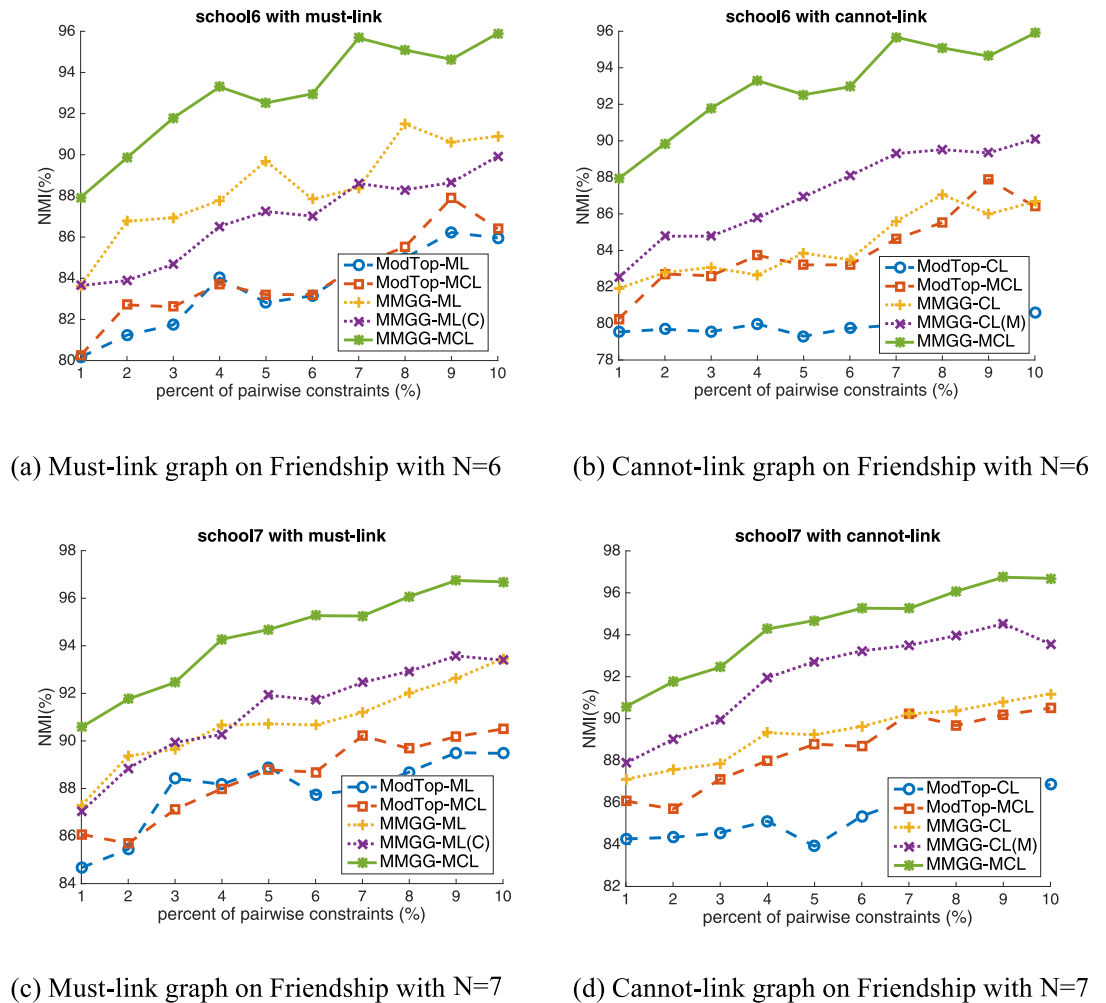 school6 with must-link
96
94
92
90
88
86
84
82
80
NMI(%)
ModTop-ML
ModTop-MCL
MMGG-ML
MMGG-ML(C)
MMGG-MCL
1 2 3 4 5 6 7 8 9 10
percent of pairwise constraints (%)
(a) Must-link graph on Friendship with N=6
school6 with cannot-link
96
94
92
90
88
86
84
82
80
78
NMI(%)
ModTop-CL
ModTop-MCL
MMGG-CL
MMGG-CL(M)
MMGG-MCL
1 2 3 4 5 6 7 8 9 10
percent of pairwise constraints (%)
(b) Cannot-link graph on Friendship with N=6
school7 with must-link
98
96
94
92
90
88
86
84
NMI(%)
ModTop-ML
ModTop-MCL
MMGG-ML
MMGG-ML(C)
MMGG-MCL
1 2 3 4 5 6 7 8 9 10
percent of pairwise constraints (%)
(c) Must-link graph on Friendship with N=7
school7 with cannot-link
98
96
94
92
90
88
86
84
82
NMI(%)
ModTop-CL
ModTop-MCL
MMGG-CL
MMGG-CL(M)
MMGG-MCL
1 2 3 4 5 6 7 8 9 10
percent of pairwise constraints (%)
(d) Cannot-link graph on Friendship with N=7